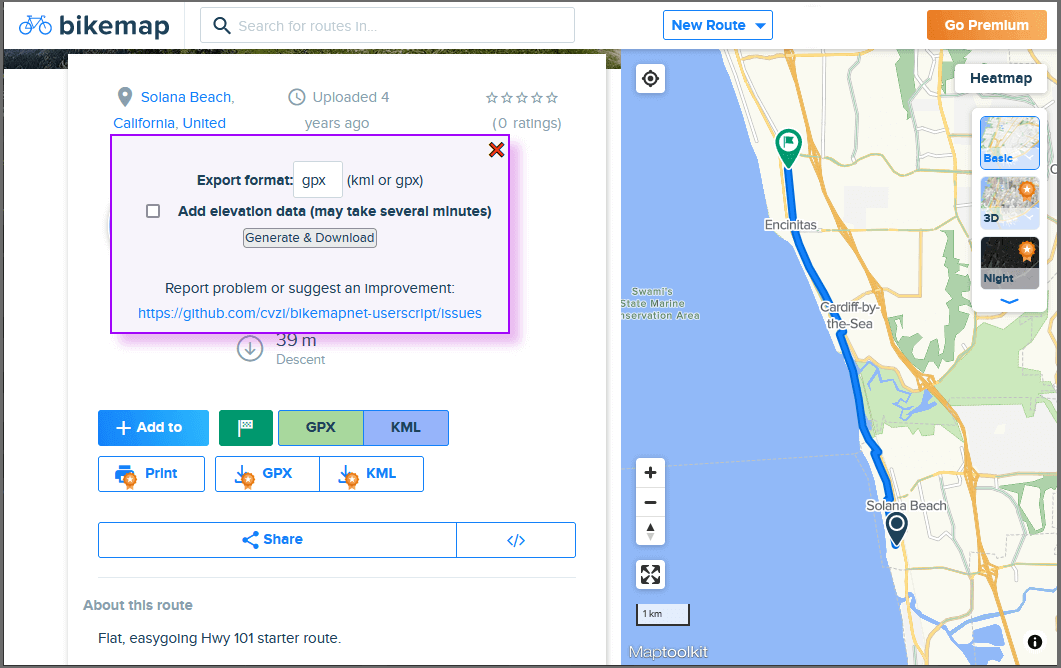 bikemap
Search for routes in...
New Route
Go Premium
Solana Beach,
California, United
Uploaded 4
years ago
(0 ratings)
Export format: gpx (kml or gpx)
Add elevation data (may take several minutes)
Generate & Download
Report problem or suggest an improvement:
https://github.com/cvzi/bikemapnet-userscript/issues
39 m
Descent
Add to
GPX
KML
Print
GPX
KML
Share
</>
About this route
Flat, easygoing Hwy 101 starter route.
Heatmap
Basic
3D
Night
Encinitas
Swami's
State Marine
nservation Area
Cardiff-by-
the-Sea
Solana Beach
+
−
1 km
Maptoolkit